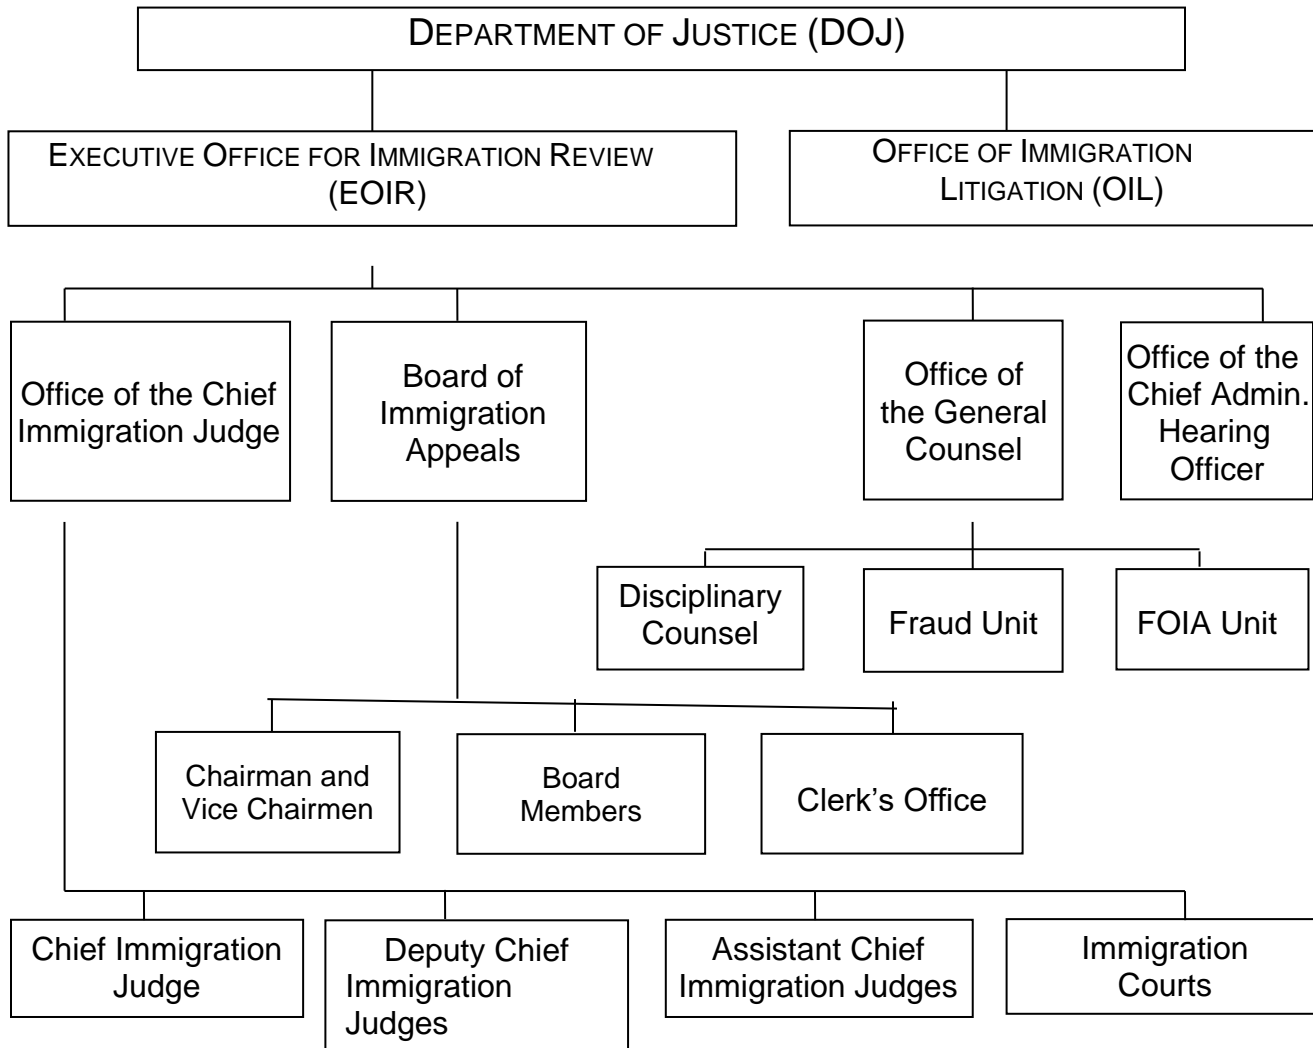 DEPARTMENT OF JUSTICE (DOJ)
EXECUTIVE OFFICE FOR IMMIGRATION REVIEW
(EOIR)
OFFICE OF IMMIGRATION
LITIGATION (OIL)
Office of the Chief
Immigration Judge
Board of
Immigration
Appeals
Office of
the General
Counsel
Office of the
Chief Admin.
Hearing
Officer
Disciplinary
Counsel
Fraud Unit
FOIA Unit
Chairman and
Vice Chairmen
Board
Members
Clerk’s Office
Chief Immigration
Judge
Deputy Chief
Immigration
Judges
Assistant Chief
Immigration Judges
Immigration
Courts